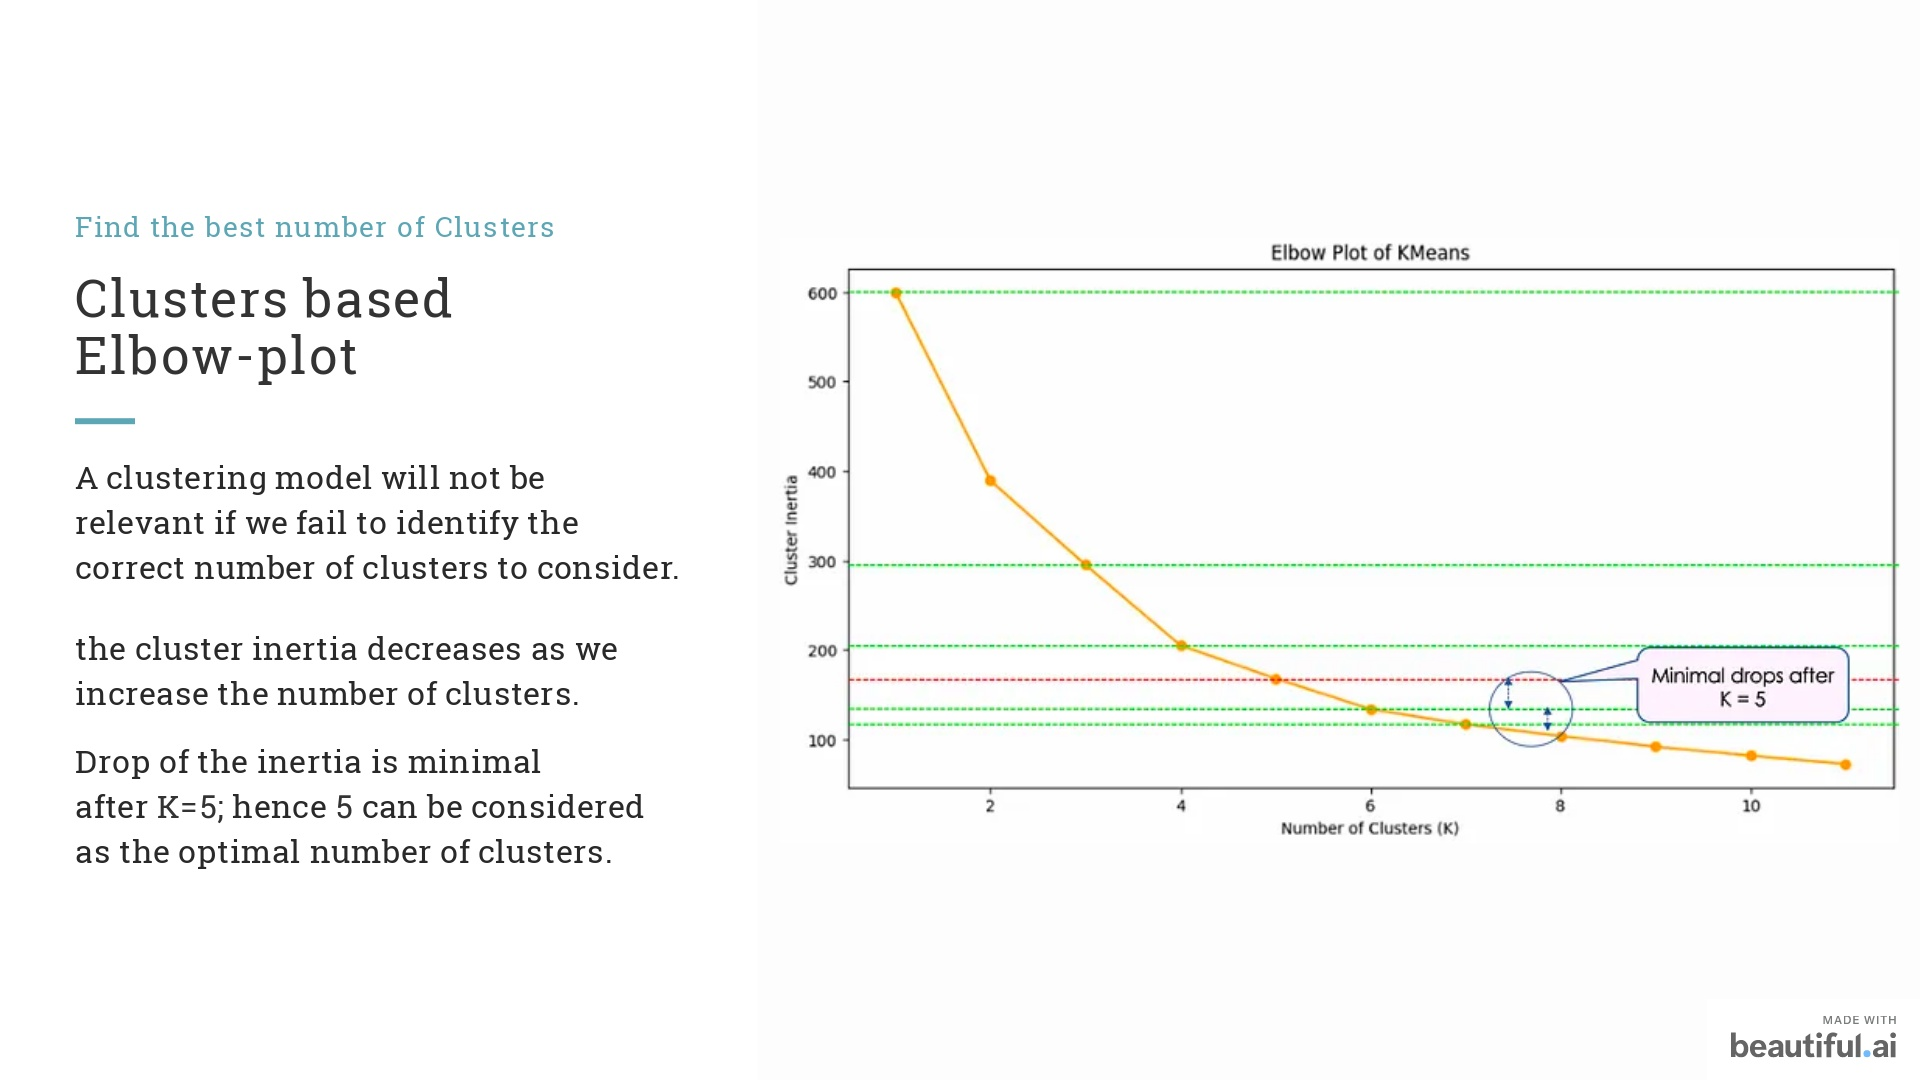 Find the best number of Clusters
Clusters based
Elbow-plot
A clustering model will not be
relevant if we fail to identify the
correct number of clusters to consider.
the cluster inertia decreases as we
increase the number of clusters.
Drop of the inertia is minimal
after K=5; hence 5 can be considered
as the optimal number of clusters.
Elbow Plot of KMeans
600
500
400
300
200
100
Cluster Inertia
Minimal drops after
K = 5
2 4 6 8 10
Number of Clusters (K)
MADE WITH
beautiful.ai